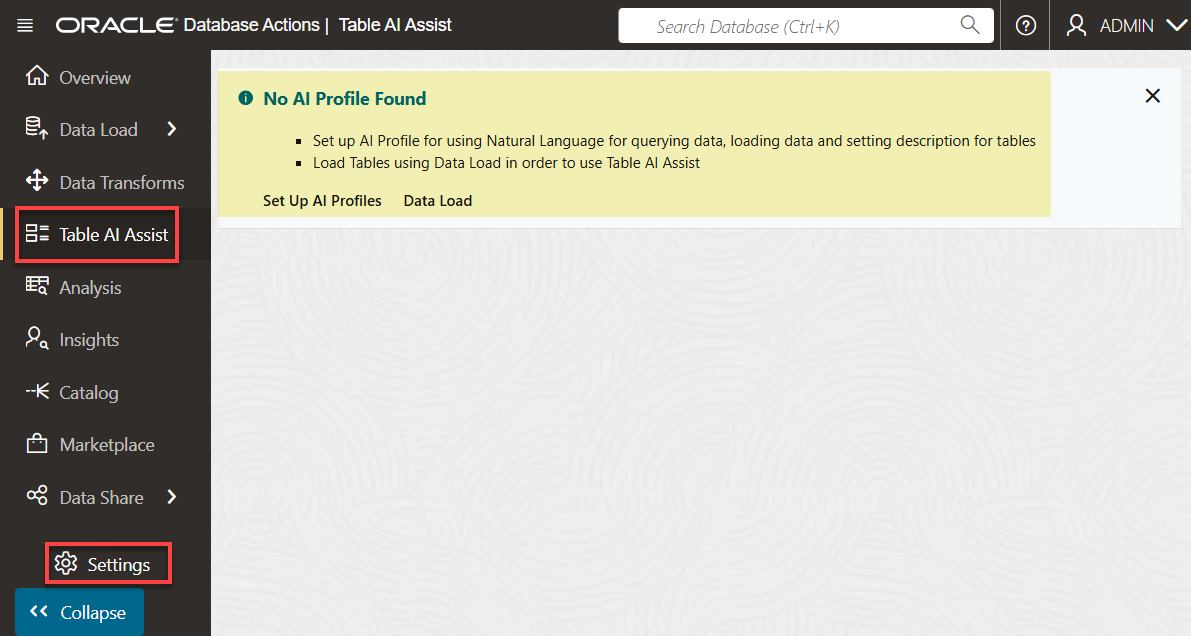 ORACLE Database Actions | Table AI Assist
Search Database (Ctrl+K)
ADMIN
Overview
Data Load
Data Transforms
Table AI Assist
Analysis
Insights
Catalog
Marketplace
Data Share
Settings
Collapse
No AI Profile Found
Set up AI Profile for using Natural Language for querying data, loading data and setting description for tables
Load Tables using Data Load in order to use Table AI Assist
Set Up AI Profiles Data Load